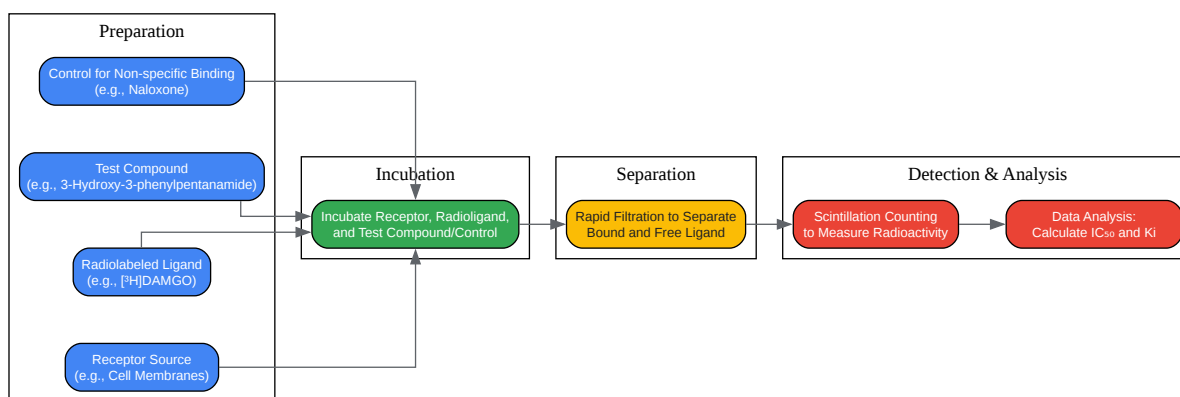 Preparation
Control for Non-specific Binding
(e.g., Naloxone)
Test Compound
(e.g., 3-Hydroxy-3-phenylpentanamide)
Radiolabeled Ligand
(e.g., [³H]DAMGO)
Receptor Source
(e.g., Cell Membranes)
Incubation
Incubate Receptor, Radioligand,
and Test Compound/Control
Separation
Rapid Filtration to Separate
Bound and Free Ligand
Detection & Analysis
Scintillation Counting
to Measure Radioactivity
Data Analysis:
Calculate IC₅₀ and Ki